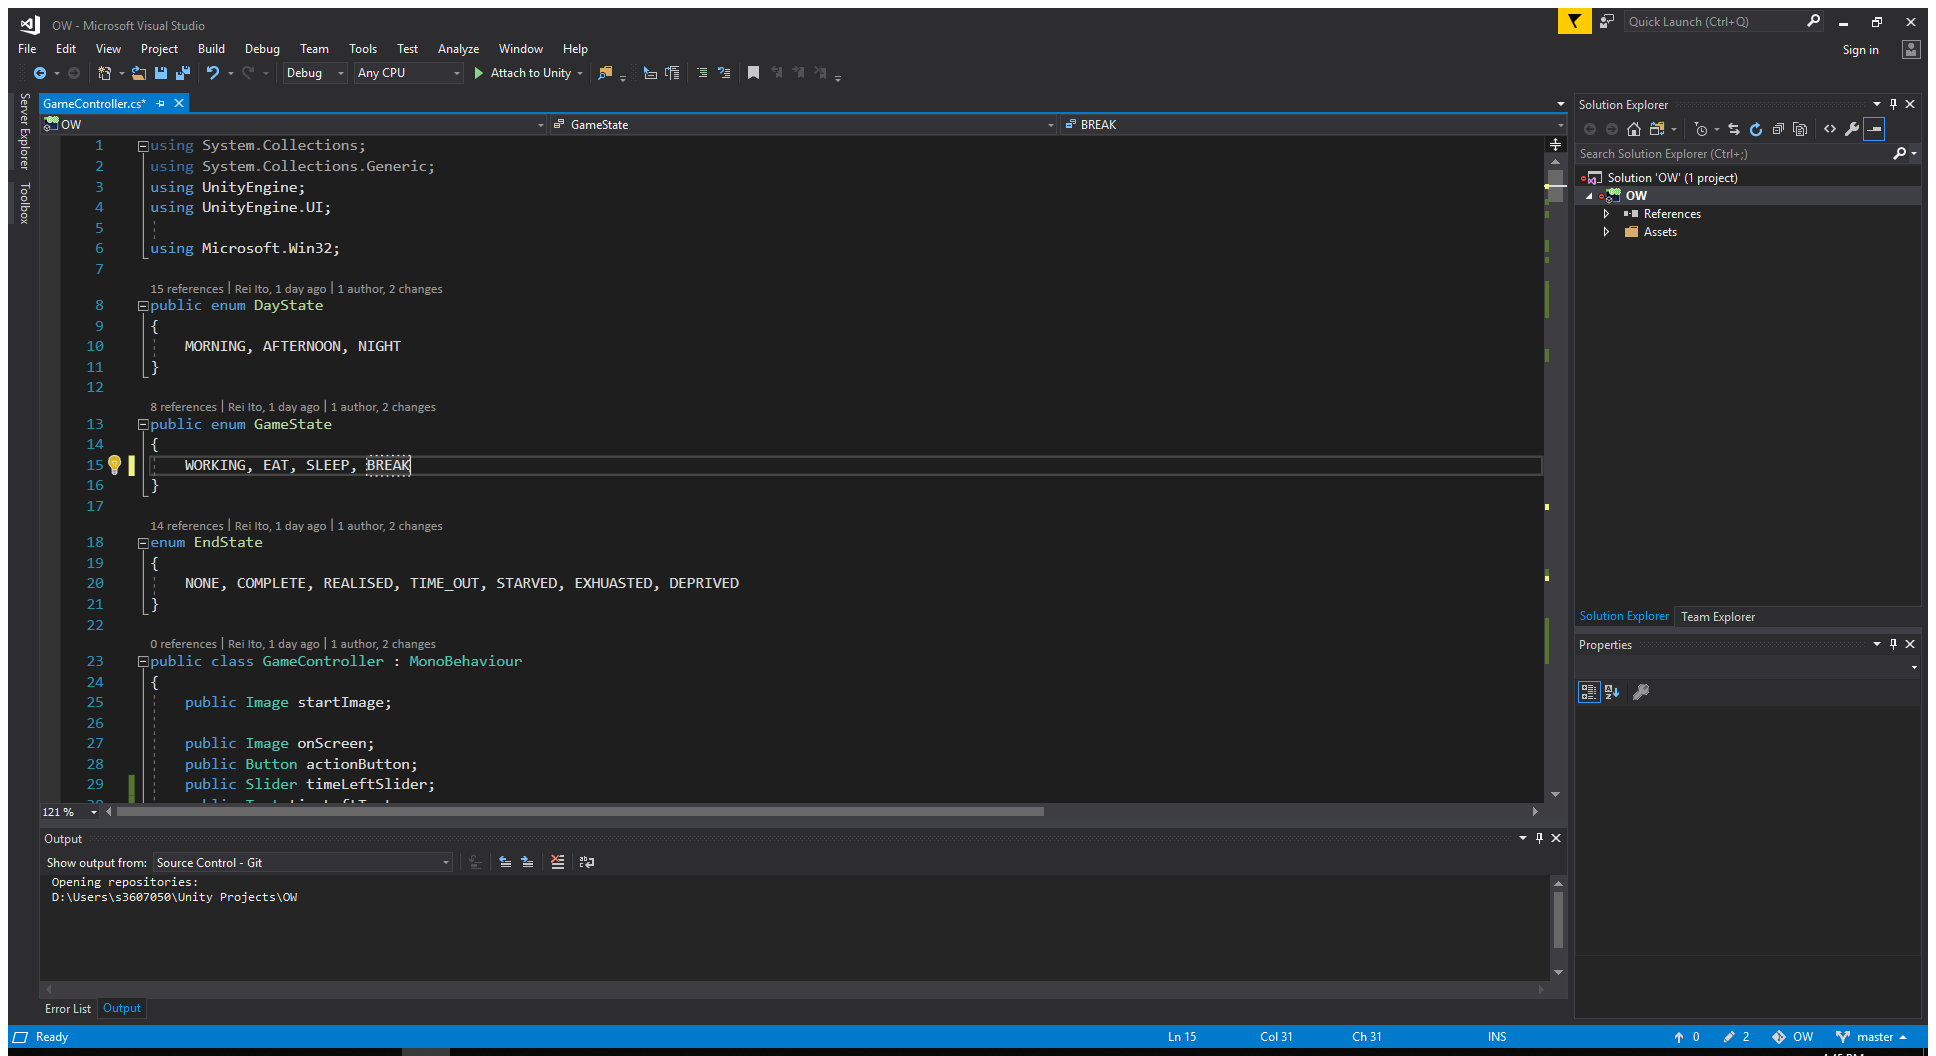 OW - Microsoft Visual Studio
Quick Launch (Ctrl+Q)
File Edit View Project Build Debug Team Tools Test Analyze Window Help
Sign in
Debug Any CPU Attach to Unity
Server Explorer
Toolbox
GameController.cs*
OW GameState BREAK
1 using System.Collections;
2 using System.Collections.Generic;
3 using UnityEngine;
4 using UnityEngine.UI;
5
6 using Microsoft.Win32;
7
15 references | Rei Ito, 1 day ago | 1 author, 2 changes
8 public enum DayState
9 {
10 MORNING, AFTERNOON, NIGHT
11 }
12
8 references | Rei Ito, 1 day ago | 1 author, 2 changes
13 public enum GameState
14 {
15 WORKING, EAT, SLEEP, BREAK
16 }
17
14 references | Rei Ito, 1 day ago | 1 author, 2 changes
18 enum EndState
19 {
20 NONE, COMPLETE, REALISED, TIME_OUT, STARVED, EXHUASTED, DEPRIVED
21 }
22
0 references | Rei Ito, 1 day ago | 1 author, 2 changes
23 public class GameController : MonoBehaviour
24 {
25 public Image startImage;
26
27 public Image onScreen;
28 public Button actionButton;
29 public Slider timeLeftSlider;
121 %
Output
Show output from: Source Control - Git
Opening repositories:
D:\Users\s3607050\Unity Projects\OW
Error List Output
Solution Explorer
Search Solution Explorer (Ctrl+;)
Solution 'OW' (1 project)
OW
References
Assets
Solution Explorer Team Explorer
Properties
Ready Ln 15 Col 31 Ch 31 INS 0 2 OW master